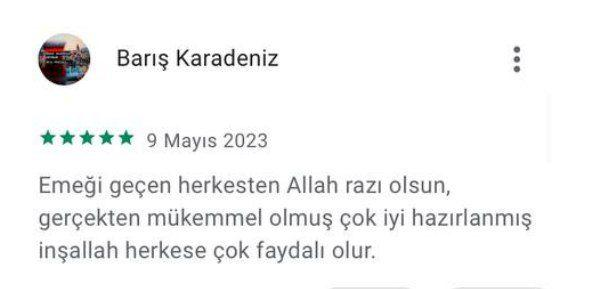 Barış Karadeniz
9 Mayıs 2023
Emeği geçen herkesten Allah razı olsun,
gerçekten mükemmel olmuş çok iyi hazırlanmış
inşallah herkese çok faydalı olur.